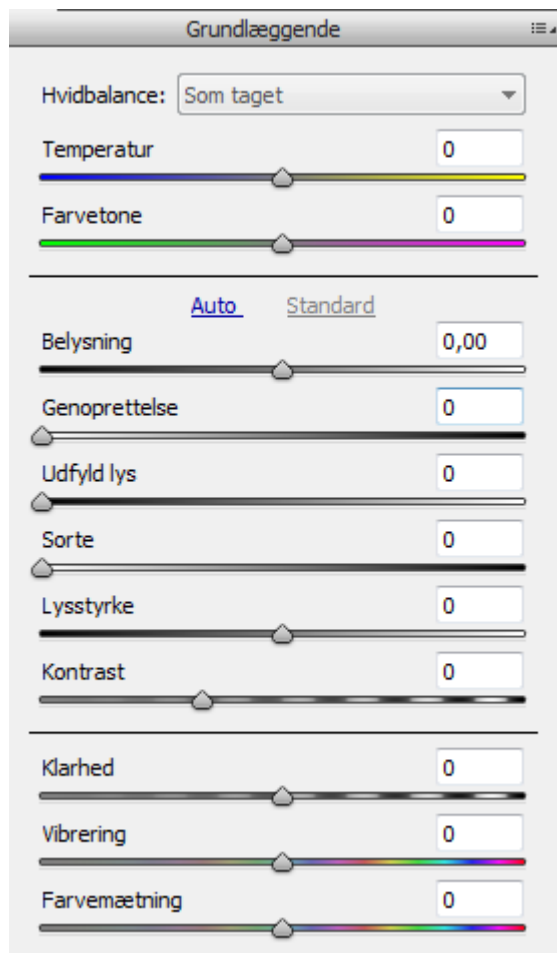 Grundlæggende
Hvidbalance: Som taget
Temperatur 0
Farvetone 0
Auto Standard
Belysning 0,00
Genoprettelse 0
Udfyld lys 0
Sorte 0
Lysstyrke 0
Kontrast 0
Klarhed 0
Vibrering 0
Farvemætning 0